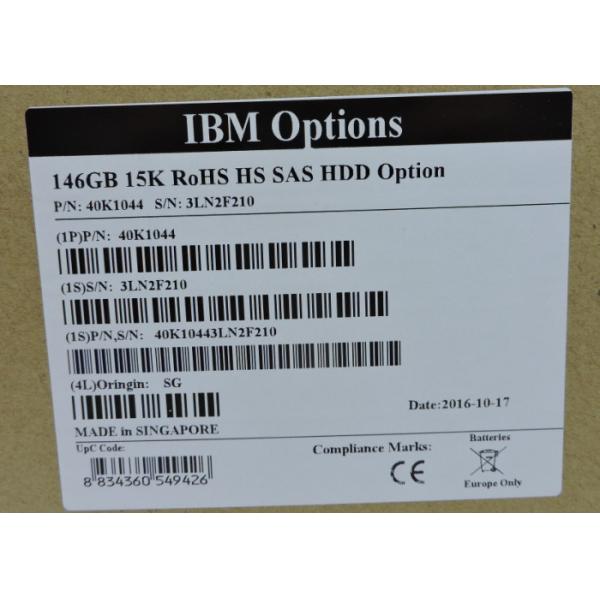 IBM Options
146GB 15K RoHS HS SAS HDD Option
P/N: 40K1044 S/N: 3LN2F210
(1P)P/N: 40K1044
(1S)S/N: 3LN2F210
(1S)P/N,S/N: 40K10443LN2F210
(4L)Oringin: SG
Date:2016-10-17
MADE in SINGAPORE
UpC Code:
8 834360 549426
Compliance Marks:
CE
Batteries
Europe Only